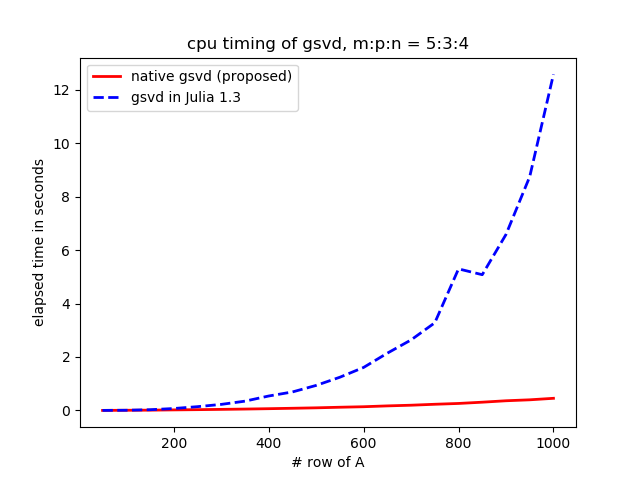 cpu timing of gsvd, m:p:n = 5:3:4
native gsvd (proposed)
gsvd in Julia 1.3
elapsed time in seconds
12
10
8
6
4
2
0
200
400
600
800
1000
# row of A